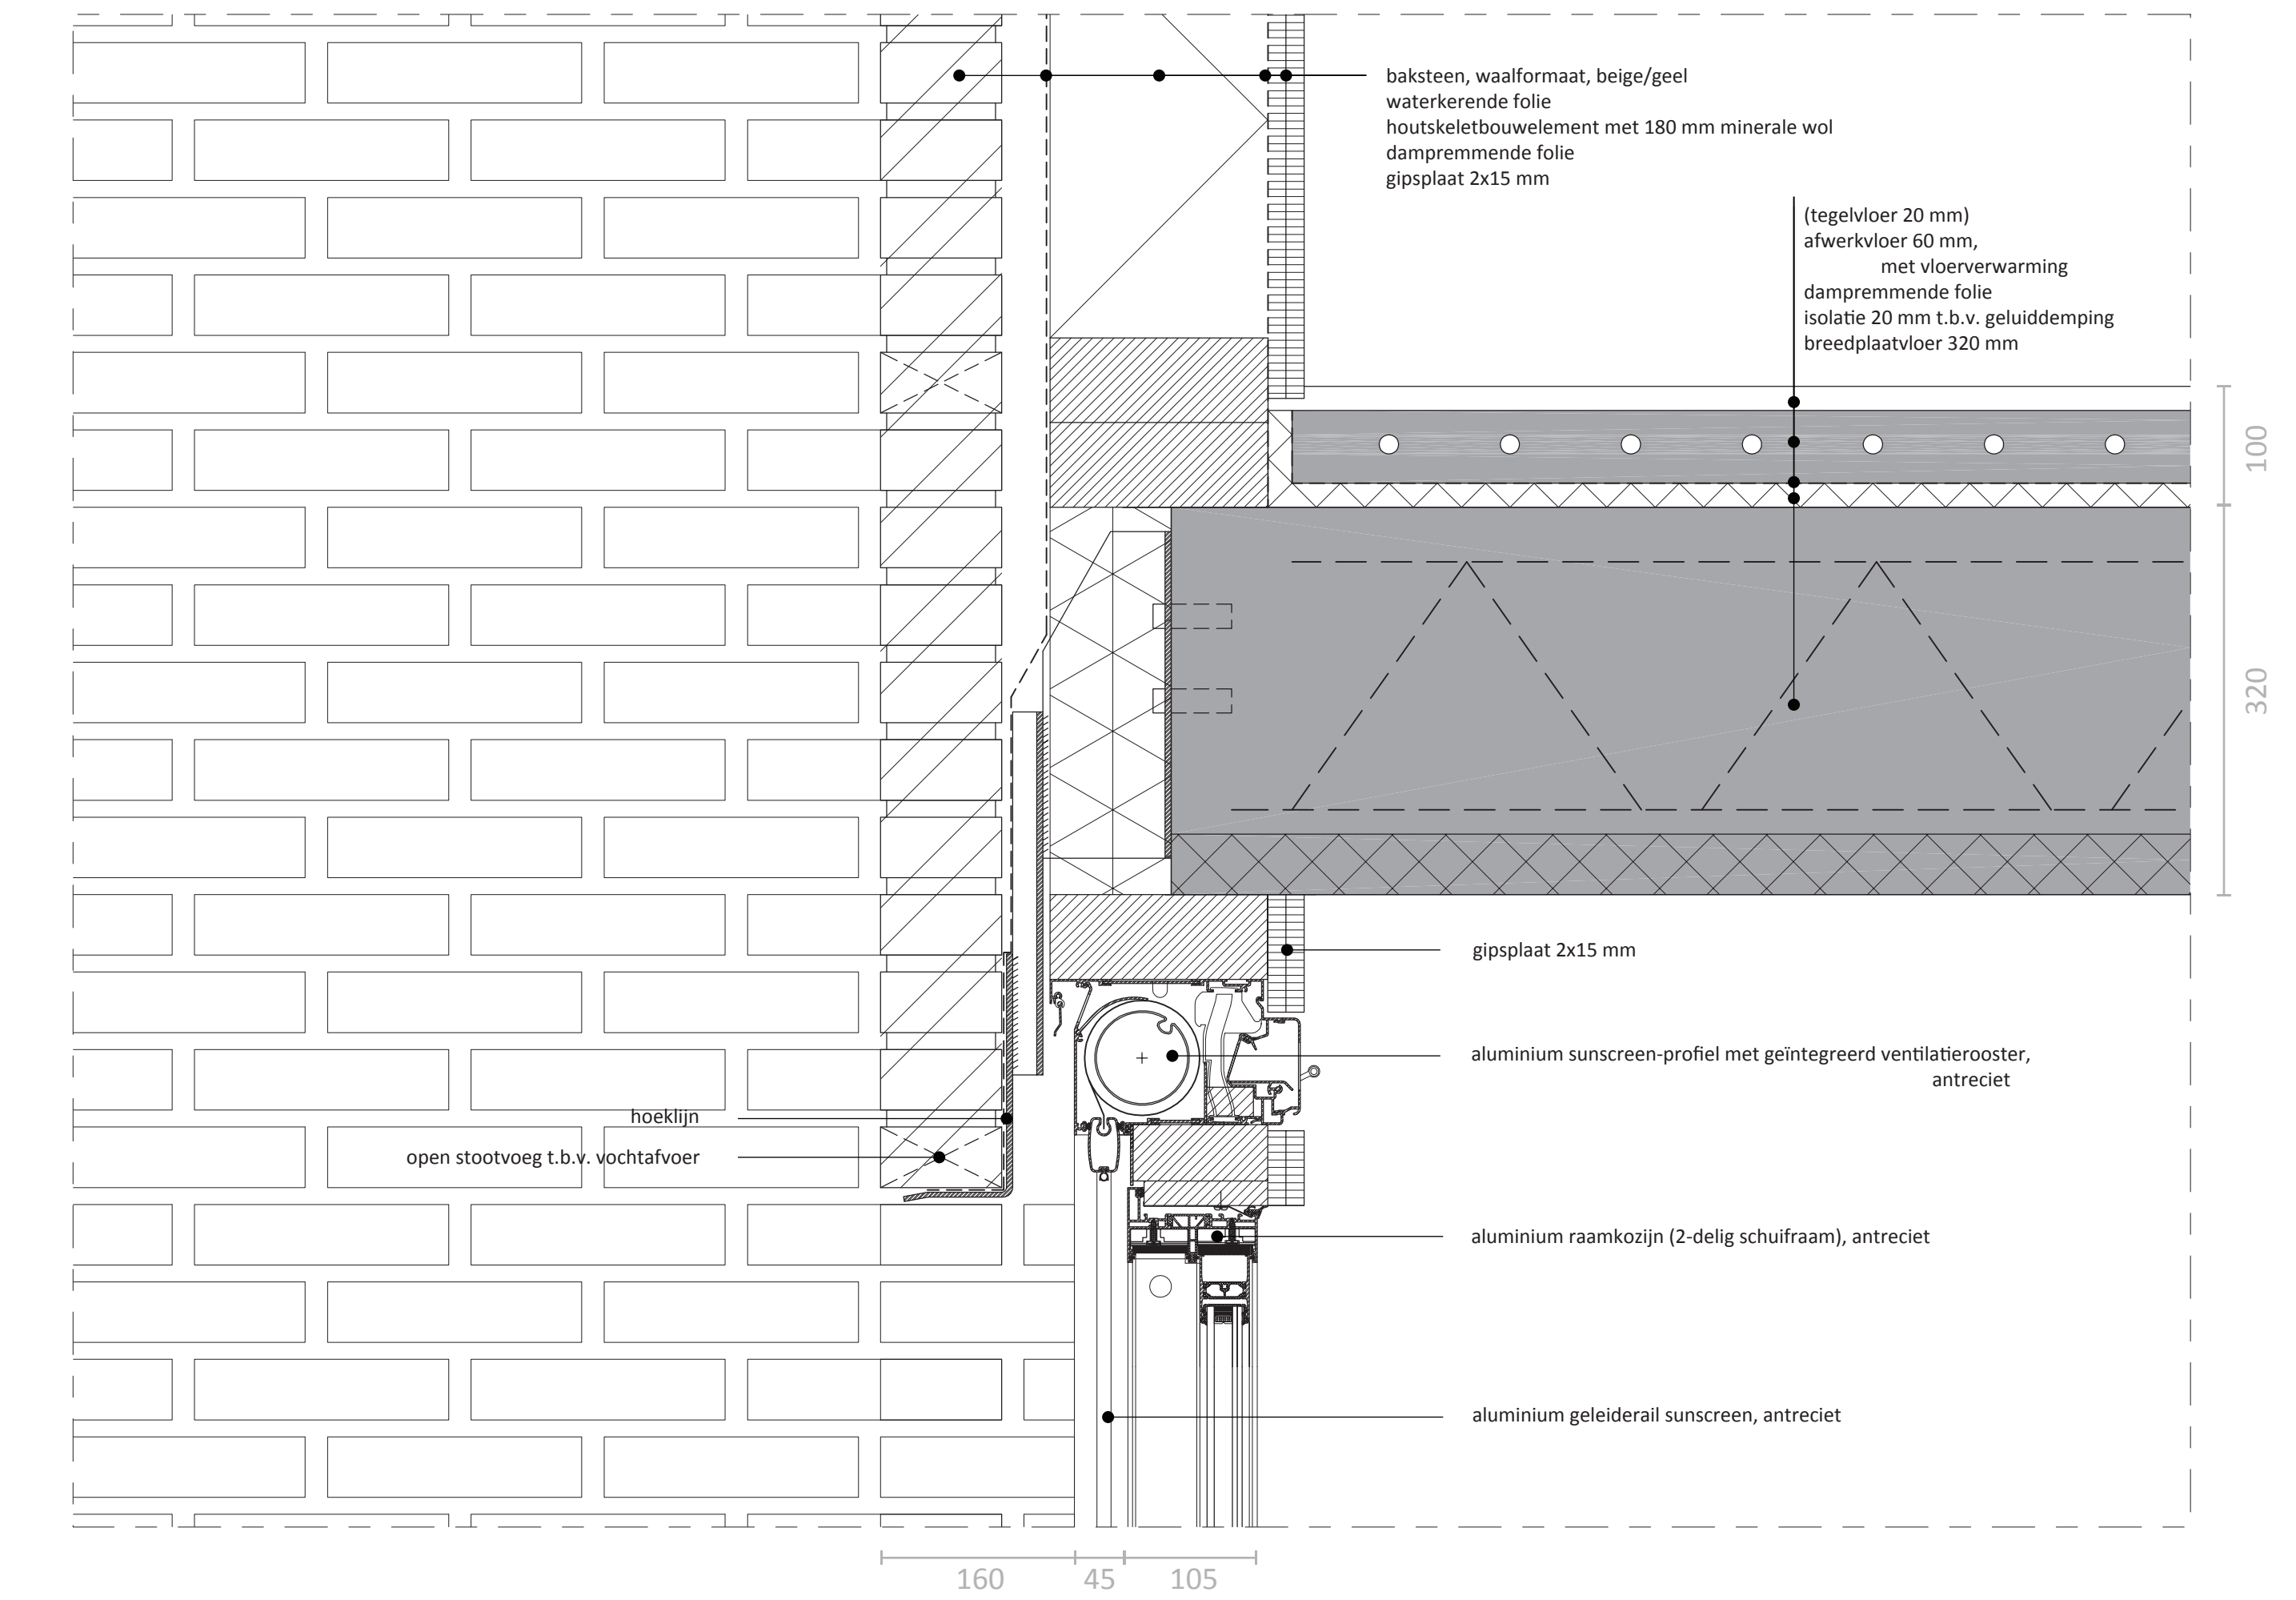 baksteen, waalformaat, beige/geel
waterkerende folie
houtskeletbouwelement met 180 mm minerale wol
dampremmende folie
gipsplaat 2x15 mm
(tegelvloer 20 mm)
afwerkvloer 60 mm,
met vloerverwarming
dampremmende folie
isolatie 20 mm t.b.v. geluiddemping
breedplaatvloer 320 mm
100
320
gipsplaat 2x15 mm
aluminium sunscreen-profiel met geïntegreerd ventilatierooster,
antreciet
hoeklijn
open stootvoeg t.b.v. vochtafvoer
aluminium raamkozijn (2-delig schuifraam), antreciet
aluminium geleiderail sunscreen, antreciet
160
45
105